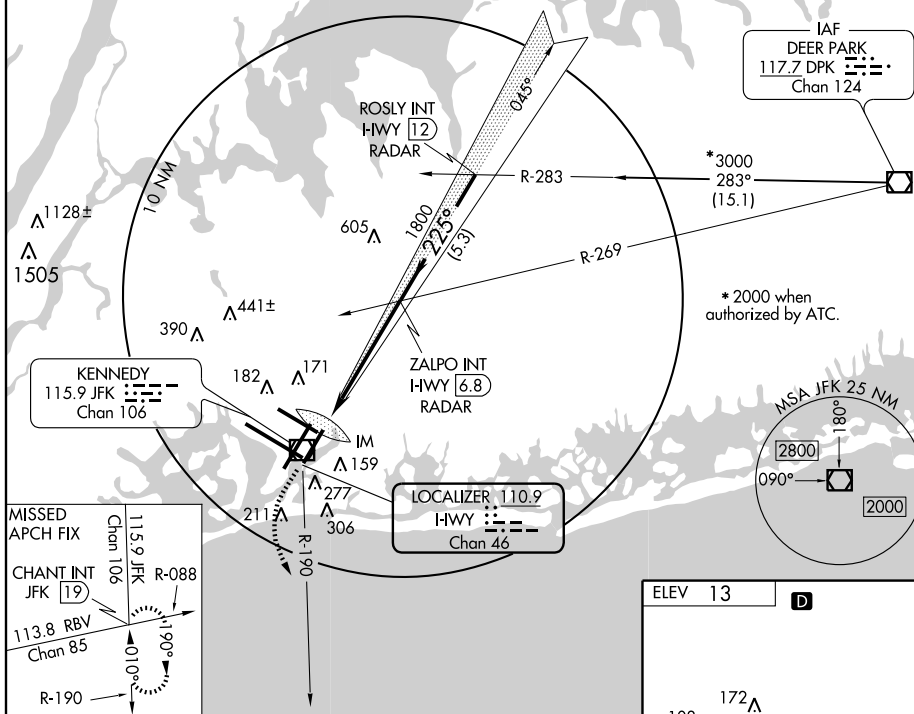 IAF
DEER PARK
117.7 DPK
Chan 124
ROSLY INT
I-IWY 12
RADAR
045°
R-283
*3000
283°
(15.1)
10 NM
1128±
1505
605
1800
225°
(5.3)
R-269
* 2000 when
authorized by ATC.
441±
390
ZALPO INT
I-IWY 6.8
RADAR
KENNEDY
115.9 JFK
Chan 106
182
171
IM
159
277
211
306
R-190
LOCALIZER 110.9
I-IWY
Chan 46
MSA JFK 25 NM
180°
2800
090°
2000
MISSED
APCH FIX
115.9 JFK
Chan 106
CHANT INT
JFK 19
R-088
113.8 RBV
Chan 85
190°
010°
R-190
ELEV 13
D
172